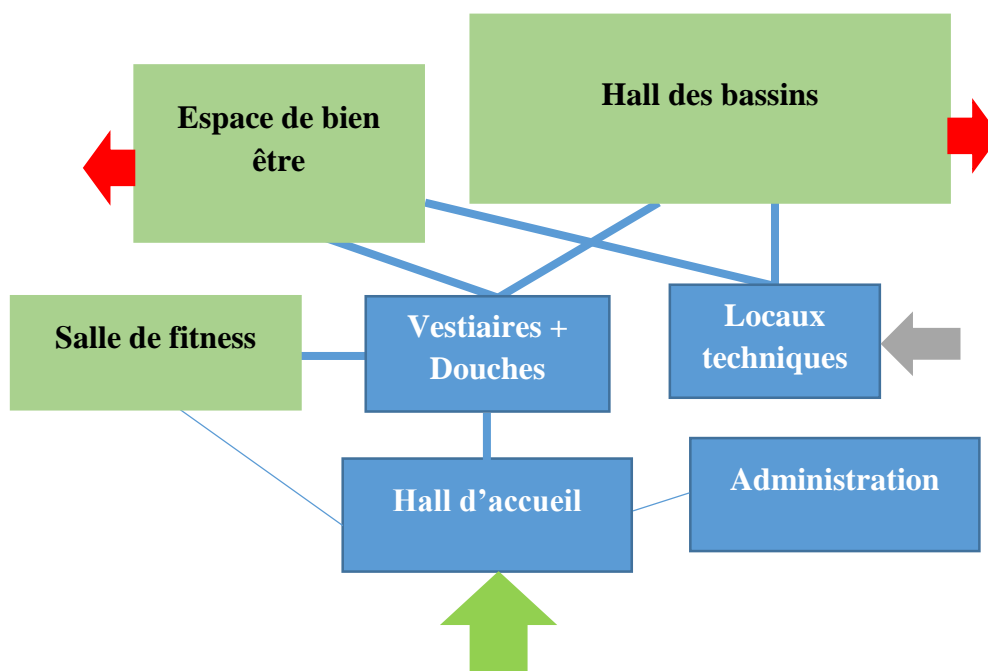 Hall des bassins
Espace de bien
être
Salle de fitness
Vestiaires +
Douches
Locaux
techniques
Hall d’accueil
Administration